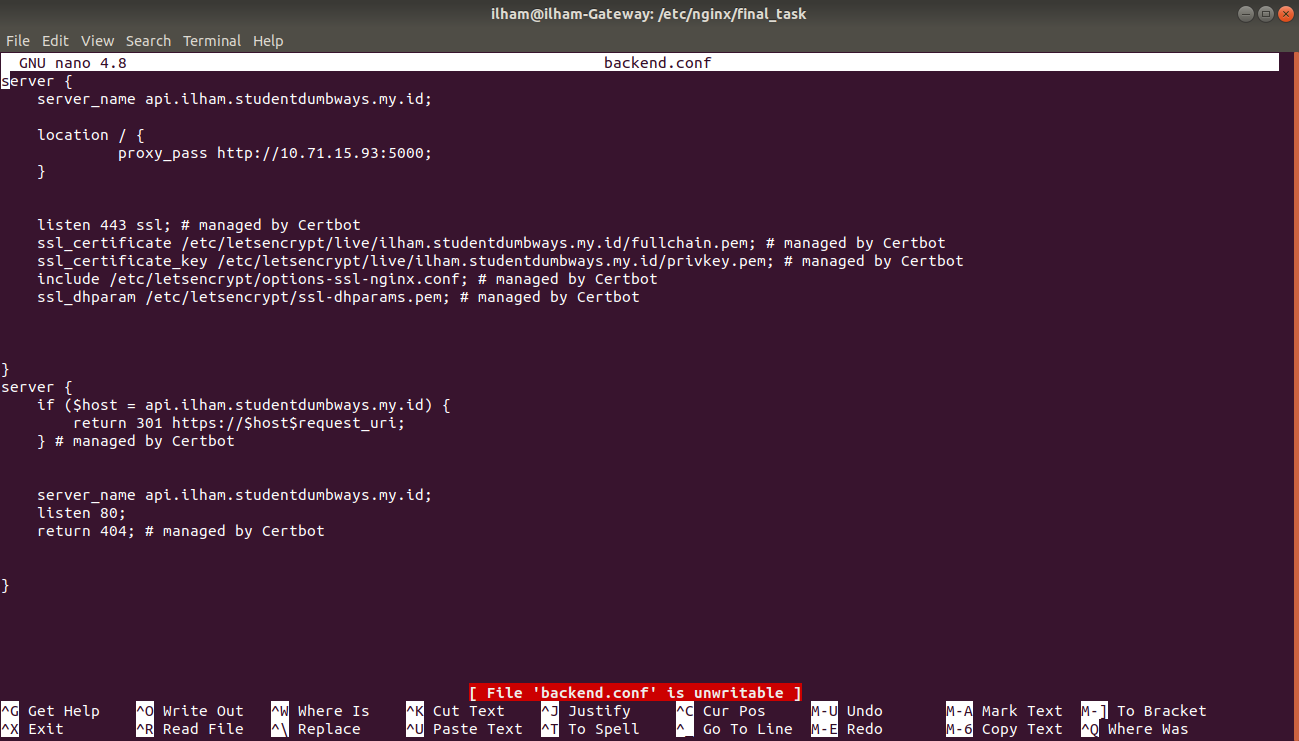 ilham@ilham-Gateway: /etc/nginx/final_task
File Edit View Search Terminal Help
GNU nano 4.8 backend.conf
server {
    server_name api.ilham.studentdumbways.my.id;
    location / {
             proxy_pass http://10.71.15.93:5000;
    }
    listen 443 ssl; # managed by Certbot
    ssl_certificate /etc/letsencrypt/live/ilham.studentdumbways.my.id/fullchain.pem; # managed by Certbot
    ssl_certificate_key /etc/letsencrypt/live/ilham.studentdumbways.my.id/privkey.pem; # managed by Certbot
    include /etc/letsencrypt/options-ssl-nginx.conf; # managed by Certbot
    ssl_dhparam /etc/letsencrypt/ssl-dhparams.pem; # managed by Certbot
}
server {
    if ($host = api.ilham.studentdumbways.my.id) {
        return 301 https://$host$request_uri;
    } # managed by Certbot
    server_name api.ilham.studentdumbways.my.id;
    listen 80;
    return 404; # managed by Certbot
}
[ File 'backend.conf' is unwritable ]
^G Get Help ^O Write Out ^W Where Is ^K Cut Text ^J Justify ^C Cur Pos M-U Undo M-A Mark Text M-] To Bracket
^X Exit ^R Read File ^\ Replace ^U Paste Text ^T To Spell ^_ Go To Line M-E Redo M-6 Copy Text ^Q Where Was